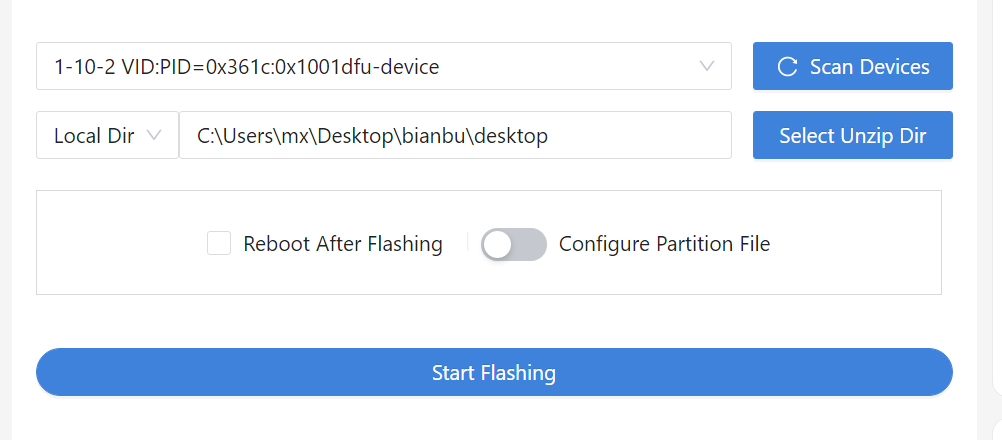 1-10-2 VID:PID=0x361c:0x1001dfu-device Scan Devices
Local Dir C:\Users\mx\Desktop\bianbu\desktop Select Unzip Dir
Reboot After Flashing Configure Partition File
Start Flashing